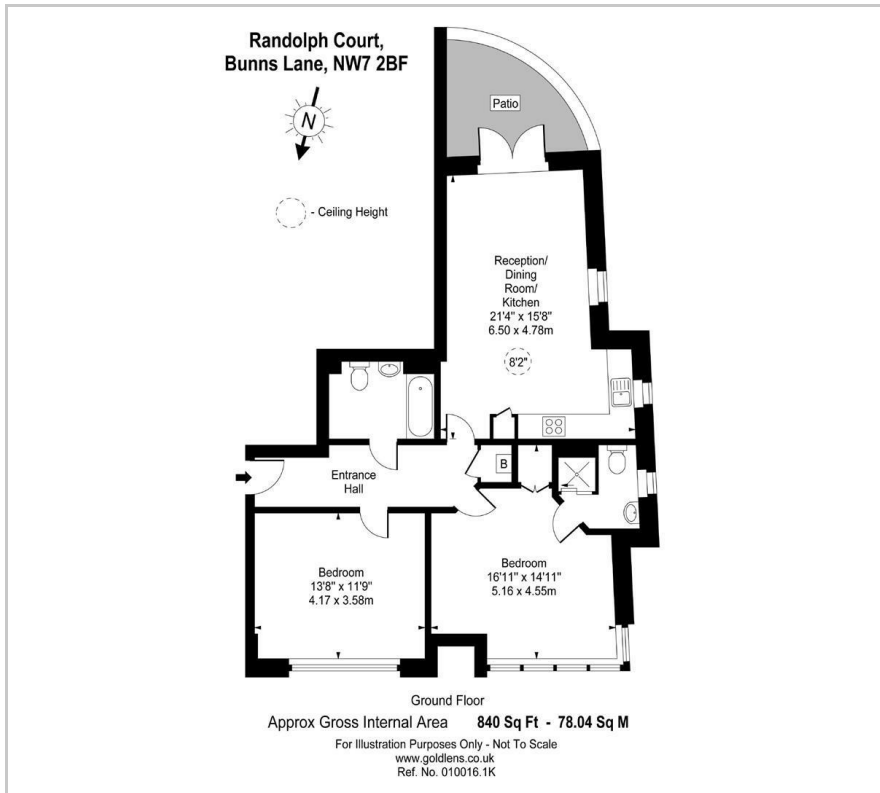 Randolph Court,
Bunns Lane, NW7 2BF
N
- Ceiling Height
Patio
Reception/
Dining
Room/
Kitchen
21'4" x 15'8"
6.50 x 4.78m
8'2"
Entrance
Hall
B
Bedroom
13'8" x 11'9"
4.17 x 3.58m
Bedroom
16'11" x 14'11"
5.16 x 4.55m
Ground Floor
Approx Gross Internal Area 840 Sq Ft - 78.04 Sq M
For Illustration Purposes Only - Not To Scale
www.goldlens.co.uk
Ref. No. 010016.1K